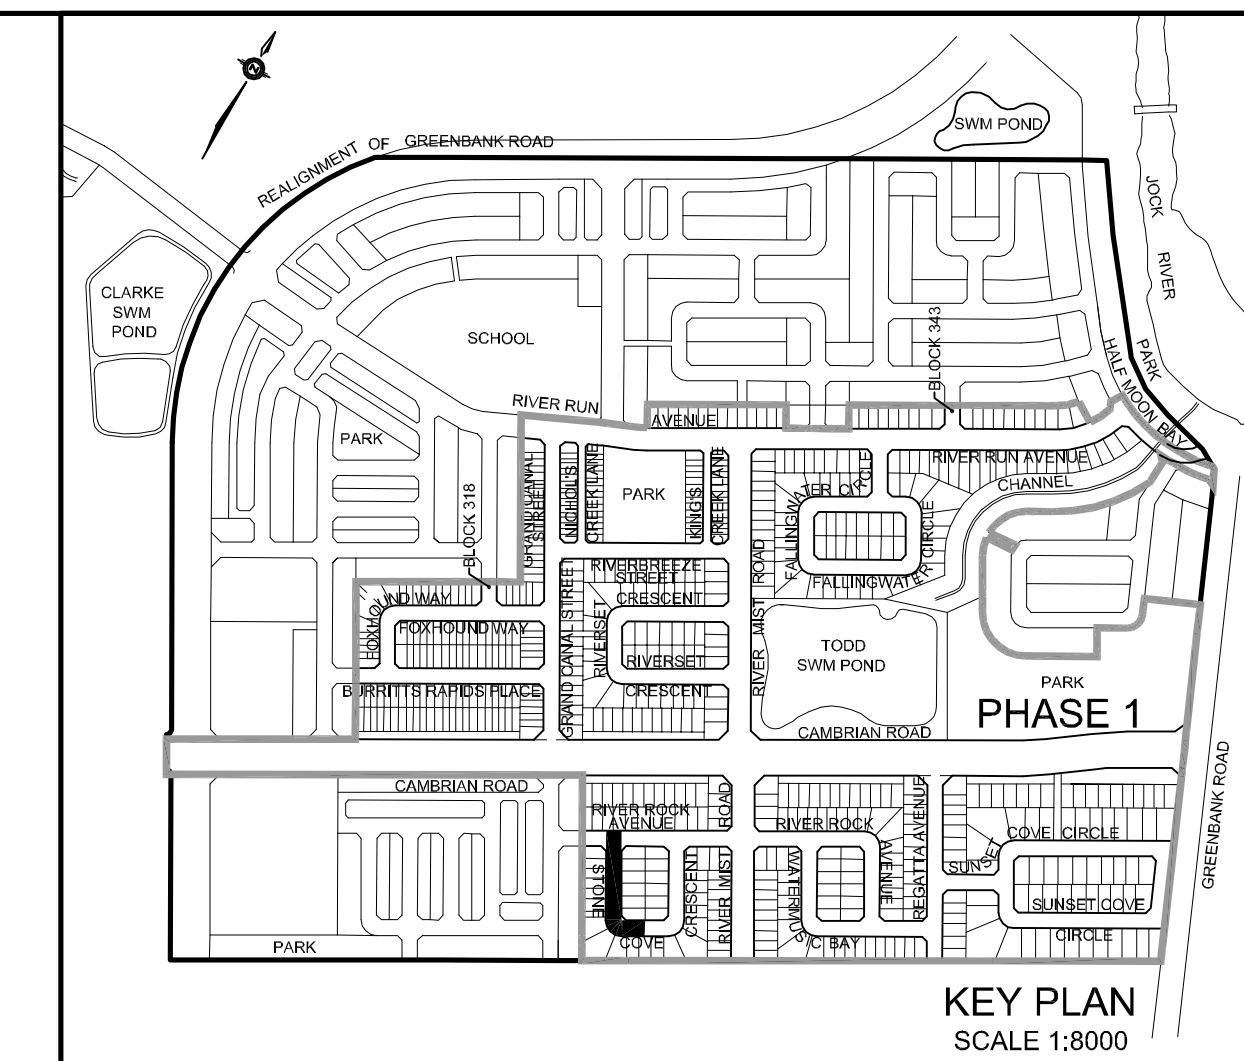 N
SWM POND
REALIGNMENT OF GREENBANK ROAD
JOCK RIVER
CLARKE
SWM
POND
SCHOOL
BLOCK 343
PARK
HALF MOON BAY
RIVER RUN
AVENUE
PARK
RIVER RUN AVENUE
CHANNEL
BLOCK 318
GRAND CANAL
STREET
NICHOL'S
CREEK LANE
PARK
KING'S
CREEK LANE
FALLINGWATER CIRCLE
FALLINGWATER CIRCLE
RIVERBREEZE
STREET
CRESCENT
RIVERSET
RIVERSET
CRESCENT
FOXHOUND WAY
FOXHOUND WAY
BURRITTS RAPIDS PLACE
GRAND CANAL STREET
RIVER MIST ROAD
TODD
SWM POND
PARK
PHASE 1
CAMBRIAN ROAD
GREENBANK ROAD
CAMBRIAN ROAD
RIVER ROCK
AVENUE
ROAD
RIVER ROCK
AVENUE
REGATTA AVENUE
COVE CIRCLE
SUNSET
STONE
CRESCENT
RIVER MIST
WATERMUSIC BAY
SUNSET COVE
CIRCLE
PARK
COVE
KEY PLAN
SCALE 1:8000